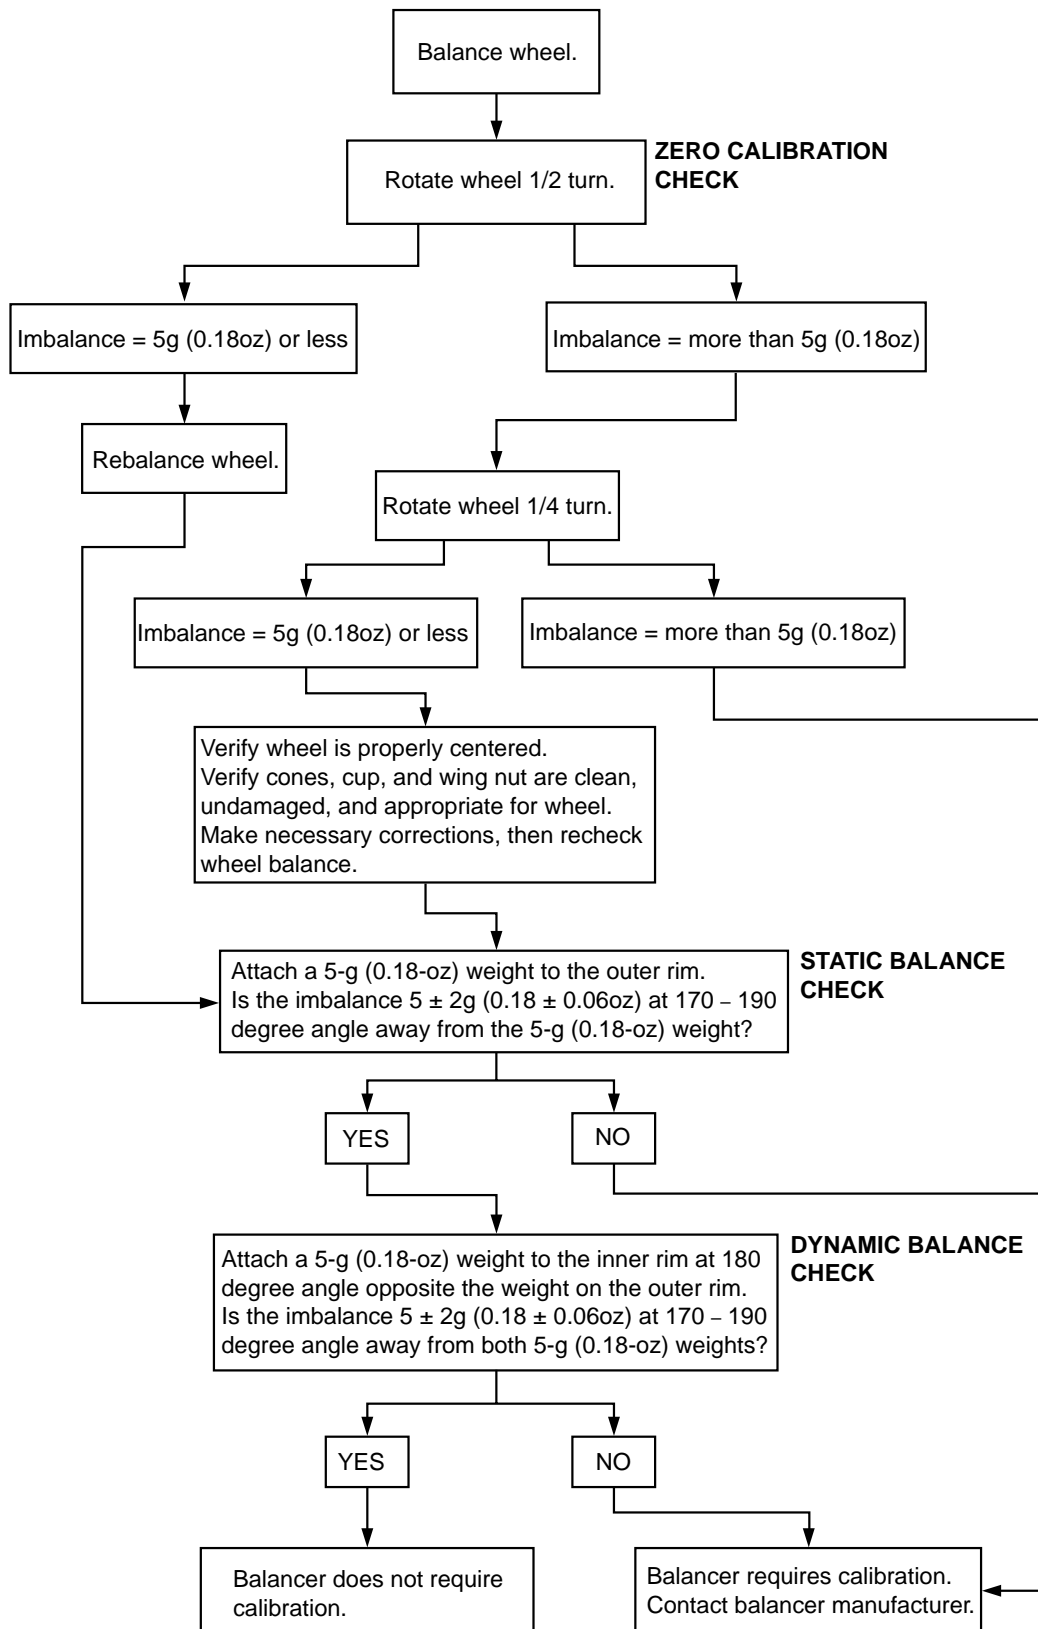 Balance wheel.
ZERO CALIBRATION
CHECK
Rotate wheel 1/2 turn.
Imbalance = 5g (0.18oz) or less
Imbalance = more than 5g (0.18oz)
Rebalance wheel.
Rotate wheel 1/4 turn.
Imbalance = 5g (0.18oz) or less
Imbalance = more than 5g (0.18oz)
Verify wheel is properly centered.
Verify cones, cup, and wing nut are clean,
undamaged, and appropriate for wheel.
Make necessary corrections, then recheck
wheel balance.
STATIC BALANCE
CHECK
Attach a 5-g (0.18-oz) weight to the outer rim.
Is the imbalance 5 ± 2g (0.18 ± 0.06oz) at 170 – 190
degree angle away from the 5-g (0.18-oz) weight?
YES
NO
DYNAMIC BALANCE
CHECK
Attach a 5-g (0.18-oz) weight to the inner rim at 180
degree angle opposite the weight on the outer rim.
Is the imbalance 5 ± 2g (0.18 ± 0.06oz) at 170 – 190
degree angle away from both 5-g (0.18-oz) weights?
YES
NO
Balancer does not require
calibration.
Balancer requires calibration.
Contact balancer manufacturer.